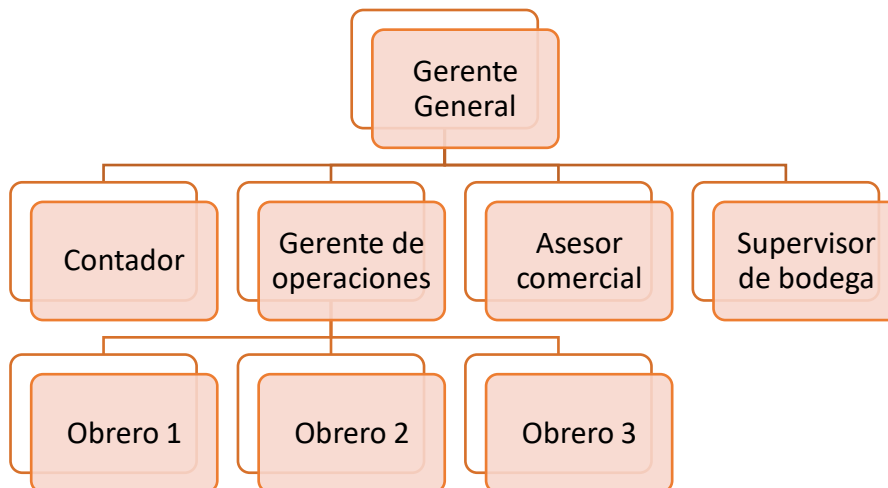 Gerente
General
Contador
Gerente de
operaciones
Asesor
comercial
Supervisor
de bodega
Obrero 1
Obrero 2
Obrero 3